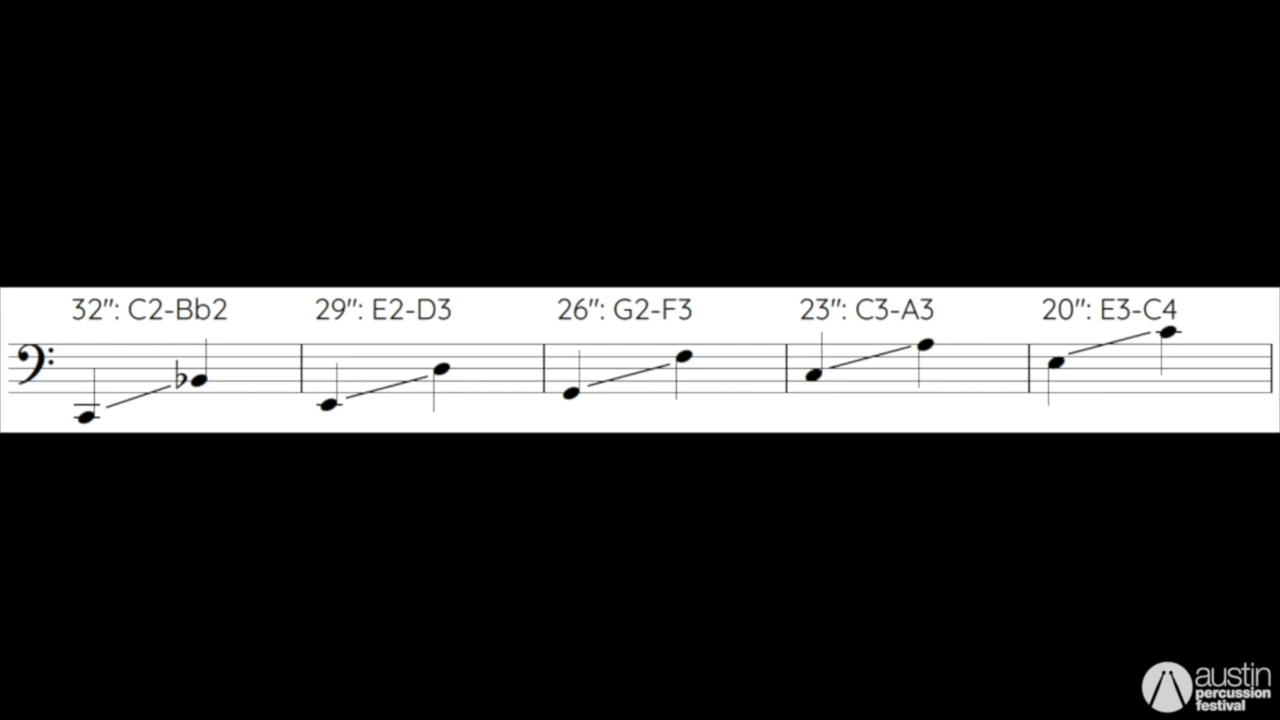 32": C2-Bb2 29": E2-D3 26": G2-F3 23": C3-A3 20": E3-C4
austin
percussion
festival